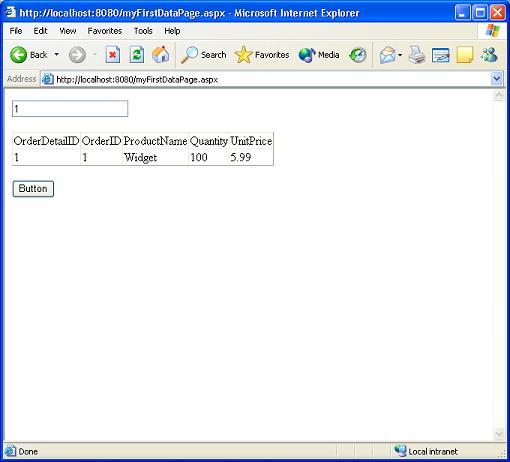 http://localhost:8080/myFirstDataPage.aspx - Microsoft Internet Explorer
File Edit View Favorites Tools Help
Back Search Favorites Media
Address http://localhost:8080/myFirstDataPage.aspx
1
OrderDetailID OrderID ProductName Quantity UnitPrice
1 1 Widget 100 5.99
Button
Done Local intranet